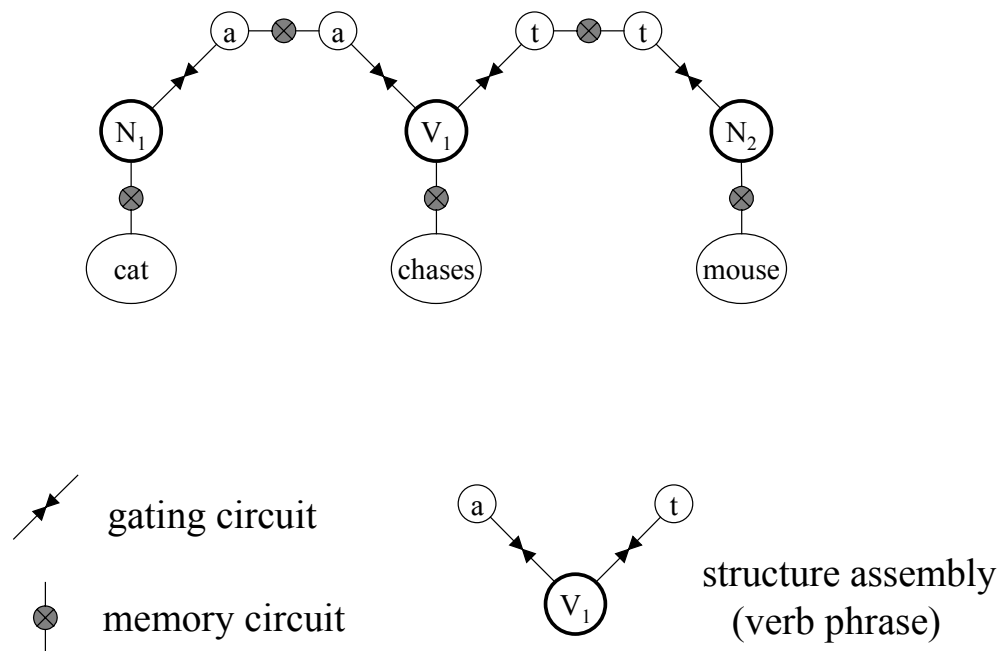 a a t t
N1 V1 N2
cat chases mouse
gating circuit
a t
structure assembly
V1
memory circuit
(verb phrase)